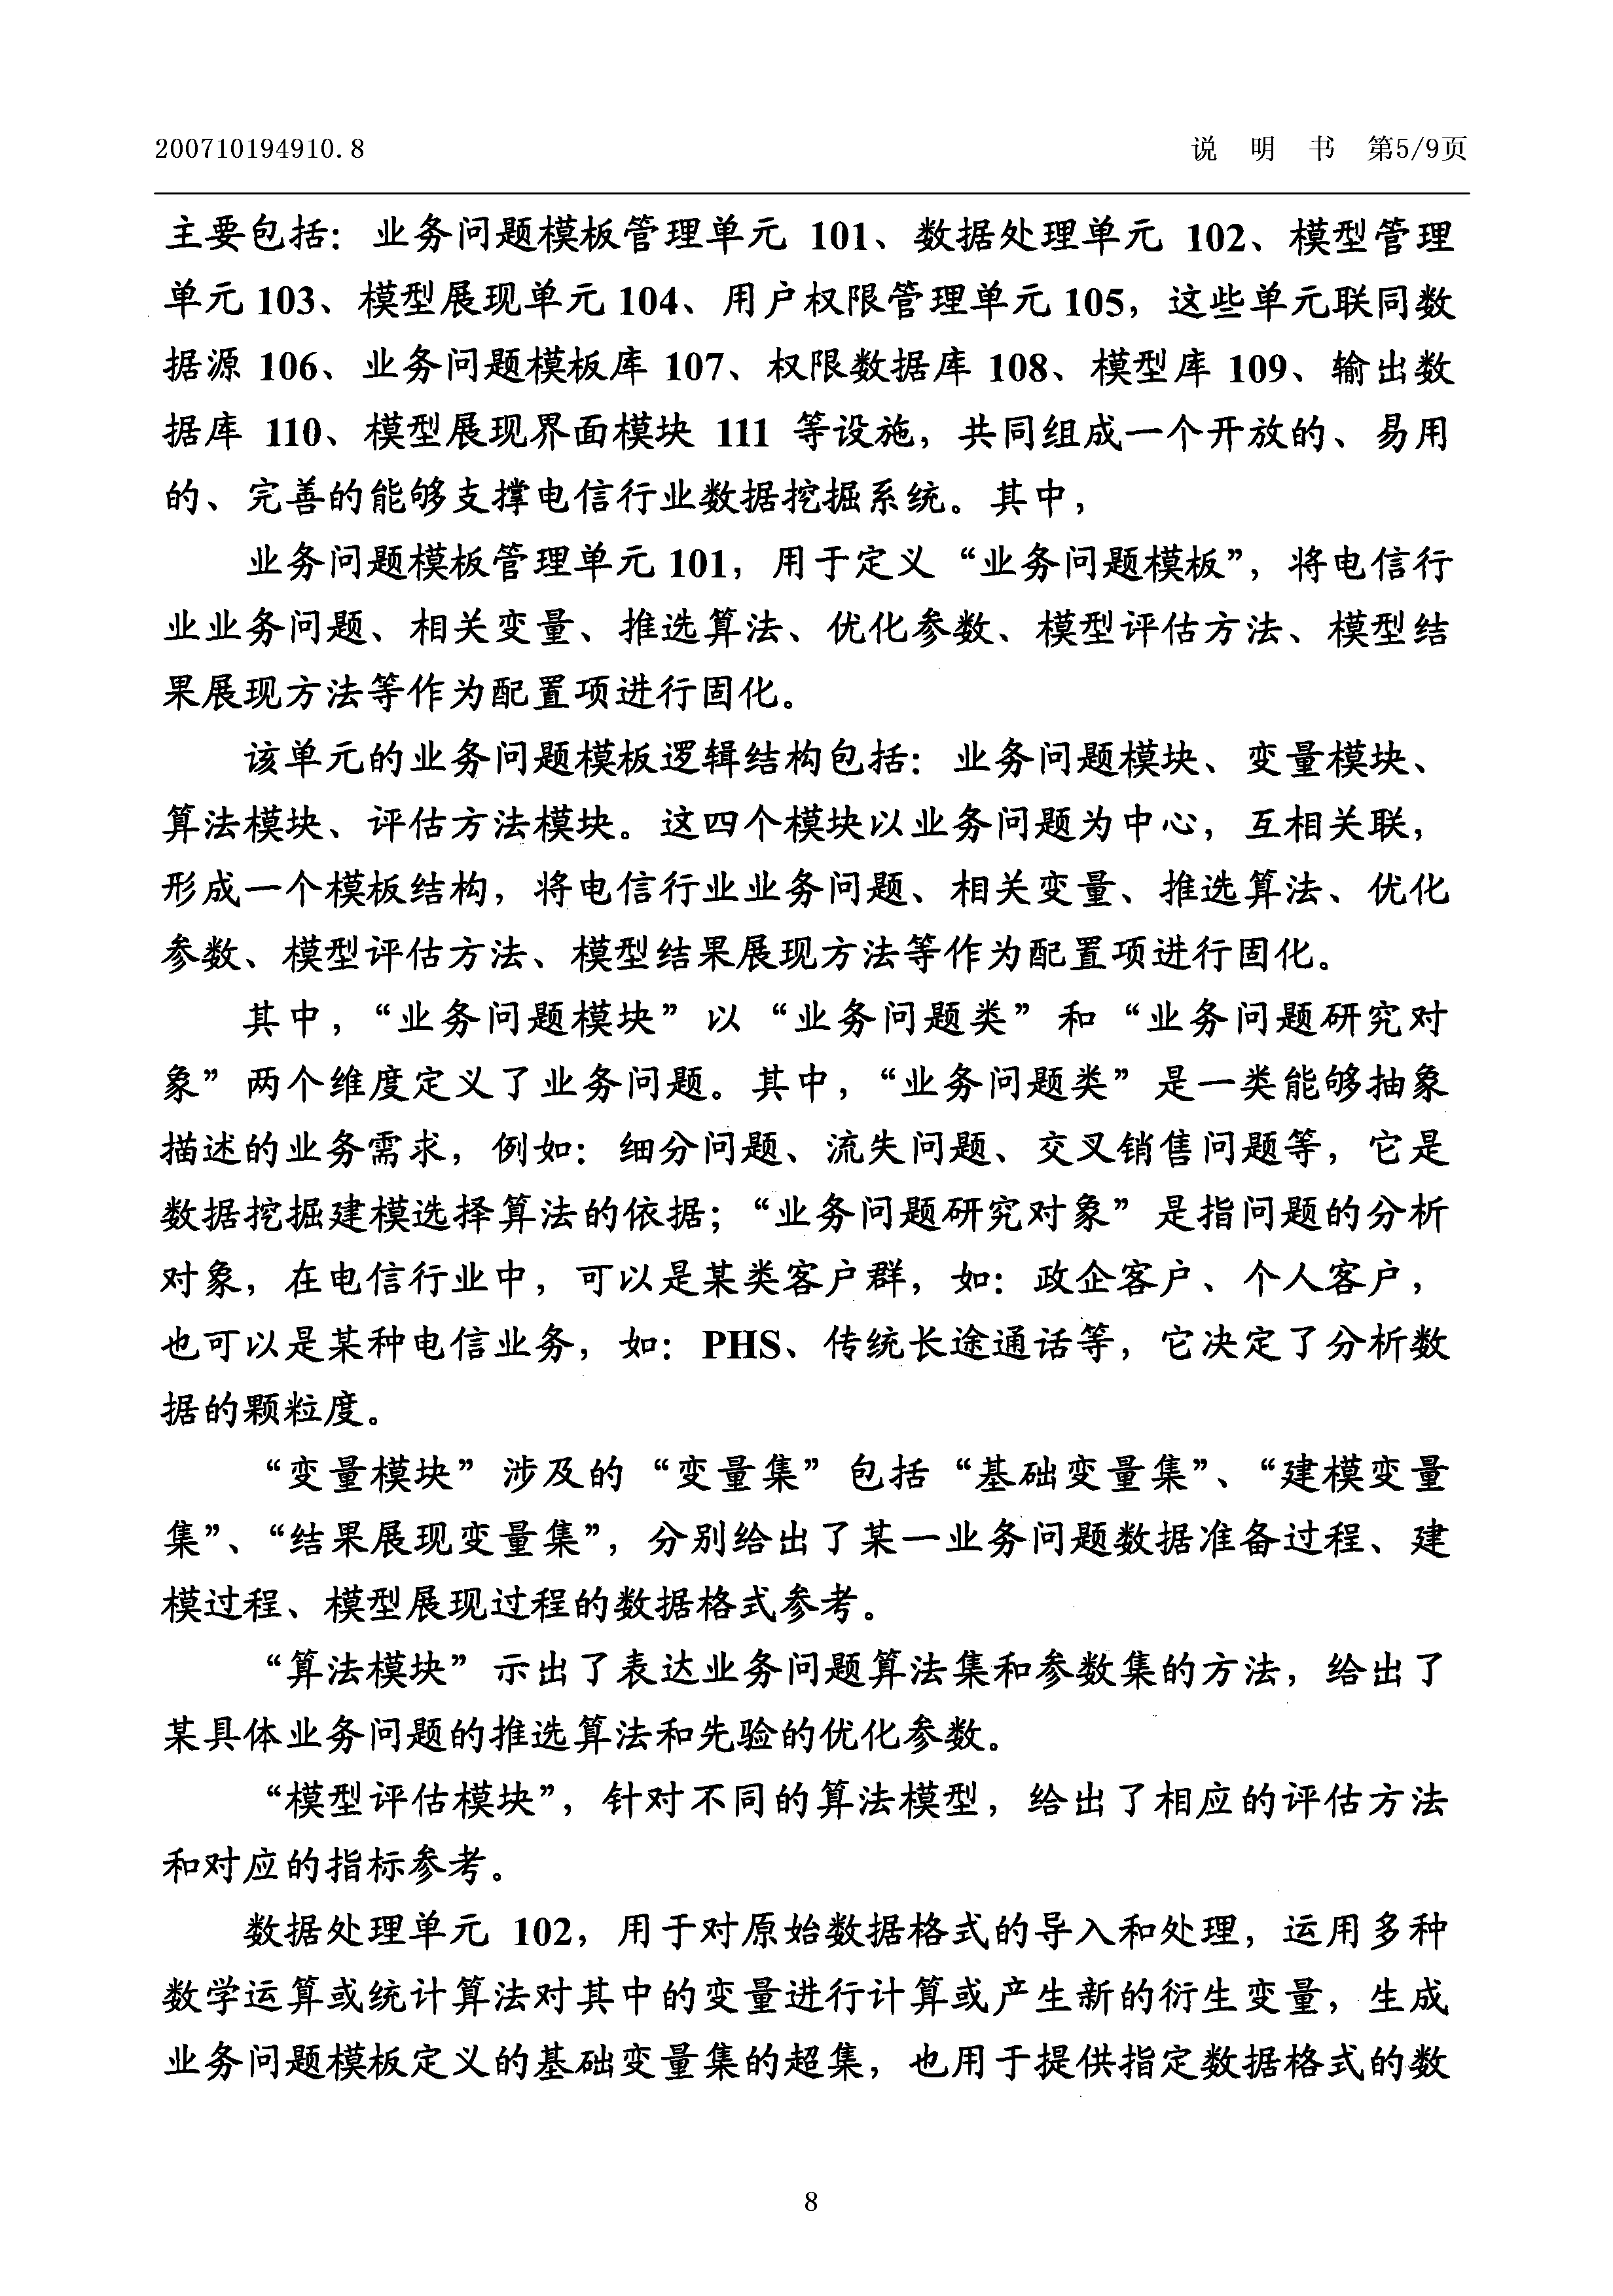 200710194910.8
说 明 书 第5/9页
主要包括：业务问题模板管理单元 101、数据处理单元 102、模型管理
单元 103、模型展现单元 104、用户权限管理单元 105，这些单元联同数
据源 106、业务问题模板库 107、权限数据库 108、模型库 109、输出数
据库 110、模型展现界面模块 111 等设施，共同组成一个开放的、易用
的、完善的能够支撑电信行业数据挖掘系统。其中，
业务问题模板管理单元 101，用于定义“业务问题模板”，将电信行
业业务问题、相关变量、推选算法、优化参数、模型评估方法、模型结
果展现方法等作为配置项进行固化。
该单元的业务问题模板逻辑结构包括：业务问题模块、变量模块、
算法模块、评估方法模块。这四个模块以业务问题为中心，互相关联，
形成一个模板结构，将电信行业业务问题、相关变量、推选算法、优化
参数、模型评估方法、模型结果展现方法等作为配置项进行固化。
其中，“业务问题模块”以“业务问题类”和“业务问题研究对
象”两个维度定义了业务问题。其中，“业务问题类”是一类能够抽象
描述的业务需求，例如：细分问题、流失问题、交叉销售问题等，它是
数据挖掘建模选择算法的依据；“业务问题研究对象”是指问题的分析
对象，在电信行业中，可以是某类客户群，如：政企客户、个人客户，
也可以是某种电信业务，如：PHS、传统长途通话等，它决定了分析数
据的颗粒度。
“变量模块”涉及的“变量集”包括“基础变量集”、“建模变量
集”、“结果展现变量集”，分别给出了某一业务问题数据准备过程、建
模过程、模型展现过程的数据格式参考。
“算法模块”示出了表达业务问题算法集和参数集的方法，给出了
某具体业务问题的推选算法和先验的优化参数。
“模型评估模块”，针对不同的算法模型，给出了相应的评估方法
和对应的指标参考。
数据处理单元 102，用于对原始数据格式的导入和处理，运用多种
数学运算或统计算法对其中的变量进行计算或产生新的衍生变量，生成
业务问题模板定义的基础变量集的超集，也用于提供指定数据格式的数
8